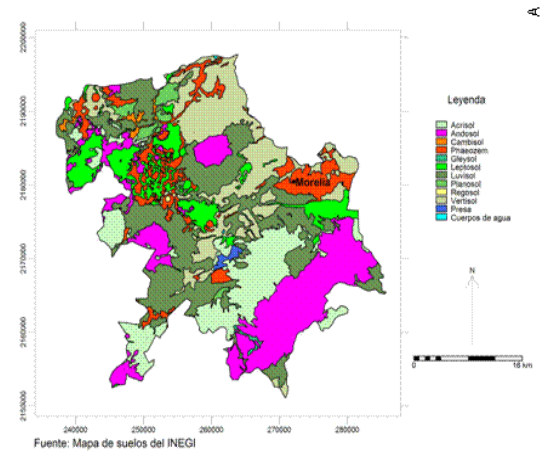 A
2200000
2190000
2180000
2170000
2160000
2150000
Morelia
Leyenda
Acrisol
Andosol
Cambisol
Phaeozem
Gleysol
Leptosol
Luvisol
Planosol
Regosol
Vertisol
Presa
Cuerpos de agua
N
0 16 km
240000 250000 260000 270000 280000
Fuente: Mapa de suelos del INEGI